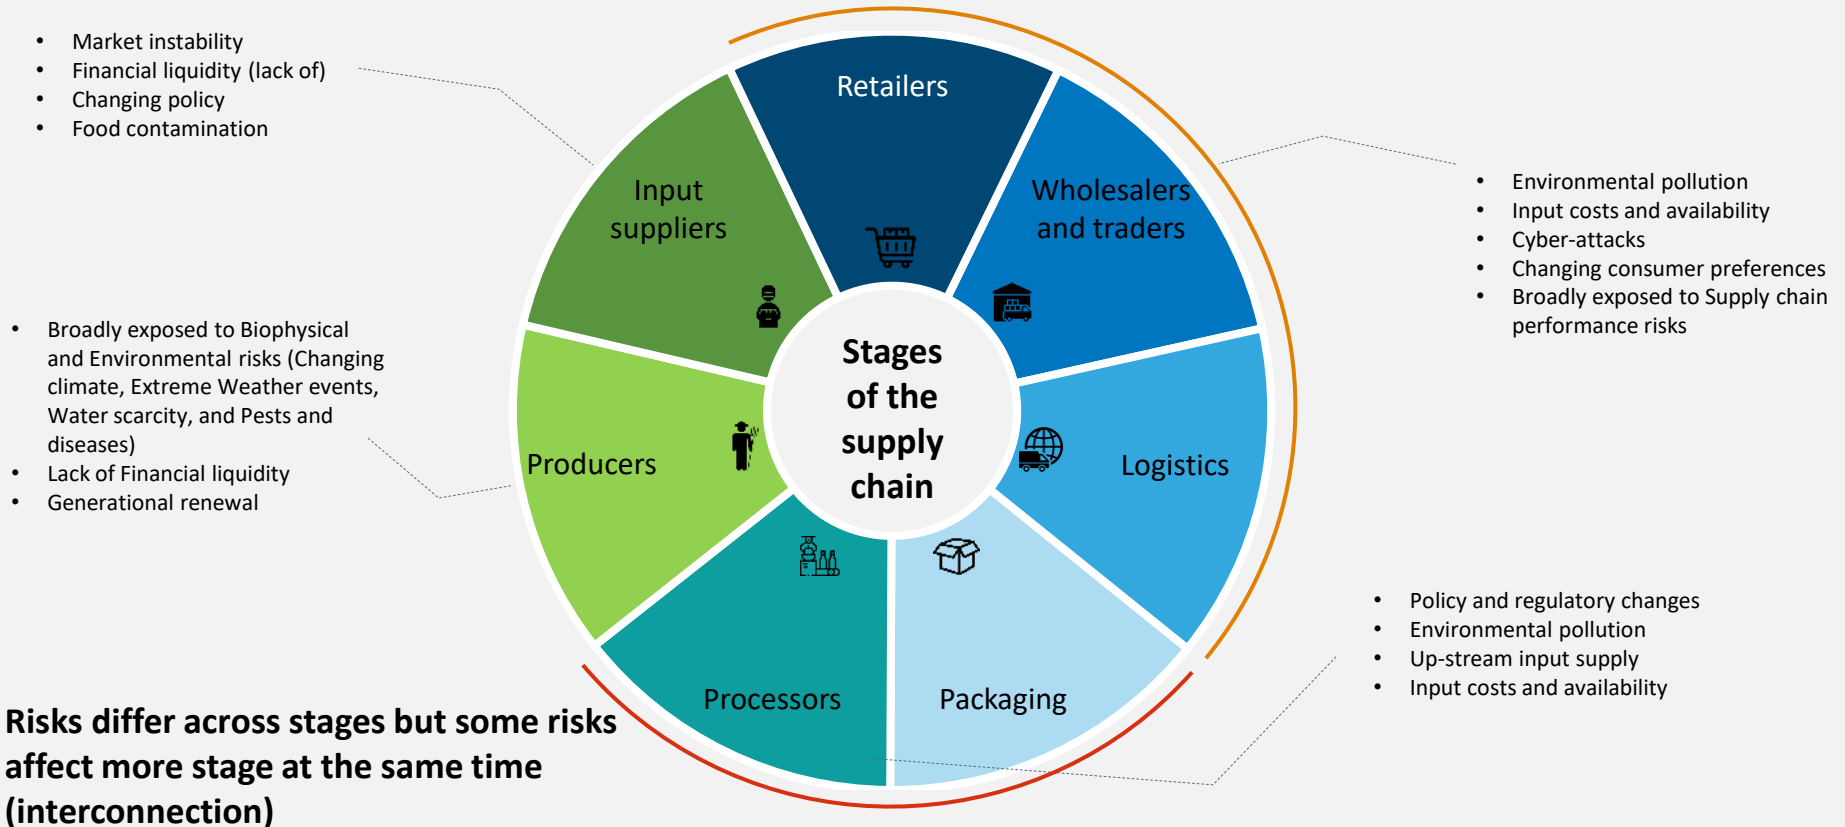 • Market instability
• Financial liquidity (lack of)
• Changing policy
• Food contamination
Retailers
Input
suppliers
Wholesalers
and traders
• Environmental pollution
• Input costs and availability
• Cyber-attacks
• Changing consumer preferences
• Broadly exposed to Supply chain
performance risks
• Broadly exposed to Biophysical
and Environmental risks (Changing
climate, Extreme Weather events,
Water scarcity, and Pests and
diseases)
• Lack of Financial liquidity
• Generational renewal
Stages
of the
supply
chain
Producers
Logistics
Processors
Packaging
• Policy and regulatory changes
• Environmental pollution
• Up-stream input supply
• Input costs and availability
Risks differ across stages but some risks
affect more stage at the same time
(interconnection)